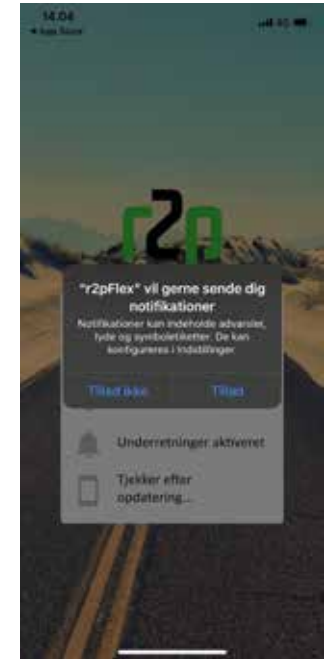 14.04
◀ App Store
4G
r2p
"r2pFlex" vil gerne sende dig
notifikationer
Notifikationer kan indeholde advarsler,
lyde og symboletiketter. De kan
konfigureres i Indstillinger.
Tillad ikke
Tillad
Underretninger aktiveret
Tjekker efter
opdatering...